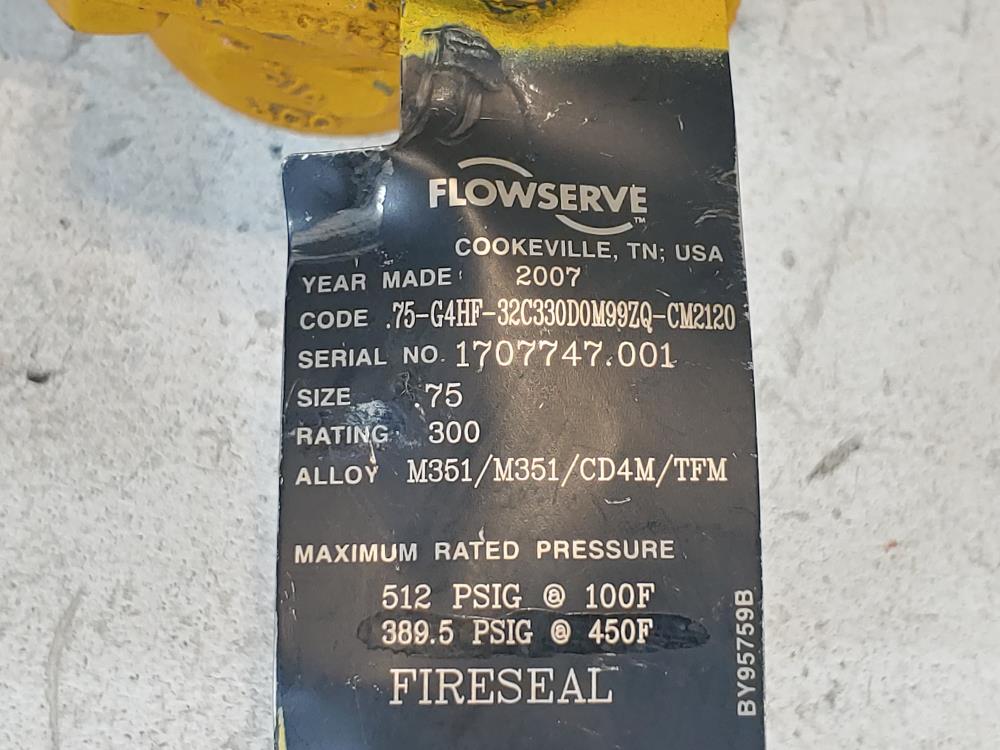 FLOWSERVE™
COOKEVILLE, TN; USA
YEAR MADE 2007
CODE .75-G4HF-32C330D0M99ZQ-CM2120
SERIAL NO. 1707747.001
SIZE .75
RATING 300
ALLOY M351/M351/CD4M/TFM
MAXIMUM RATED PRESSURE
512 PSIG @ 100F
389.5 PSIG @ 450F
FIRESEAL
BY95759B